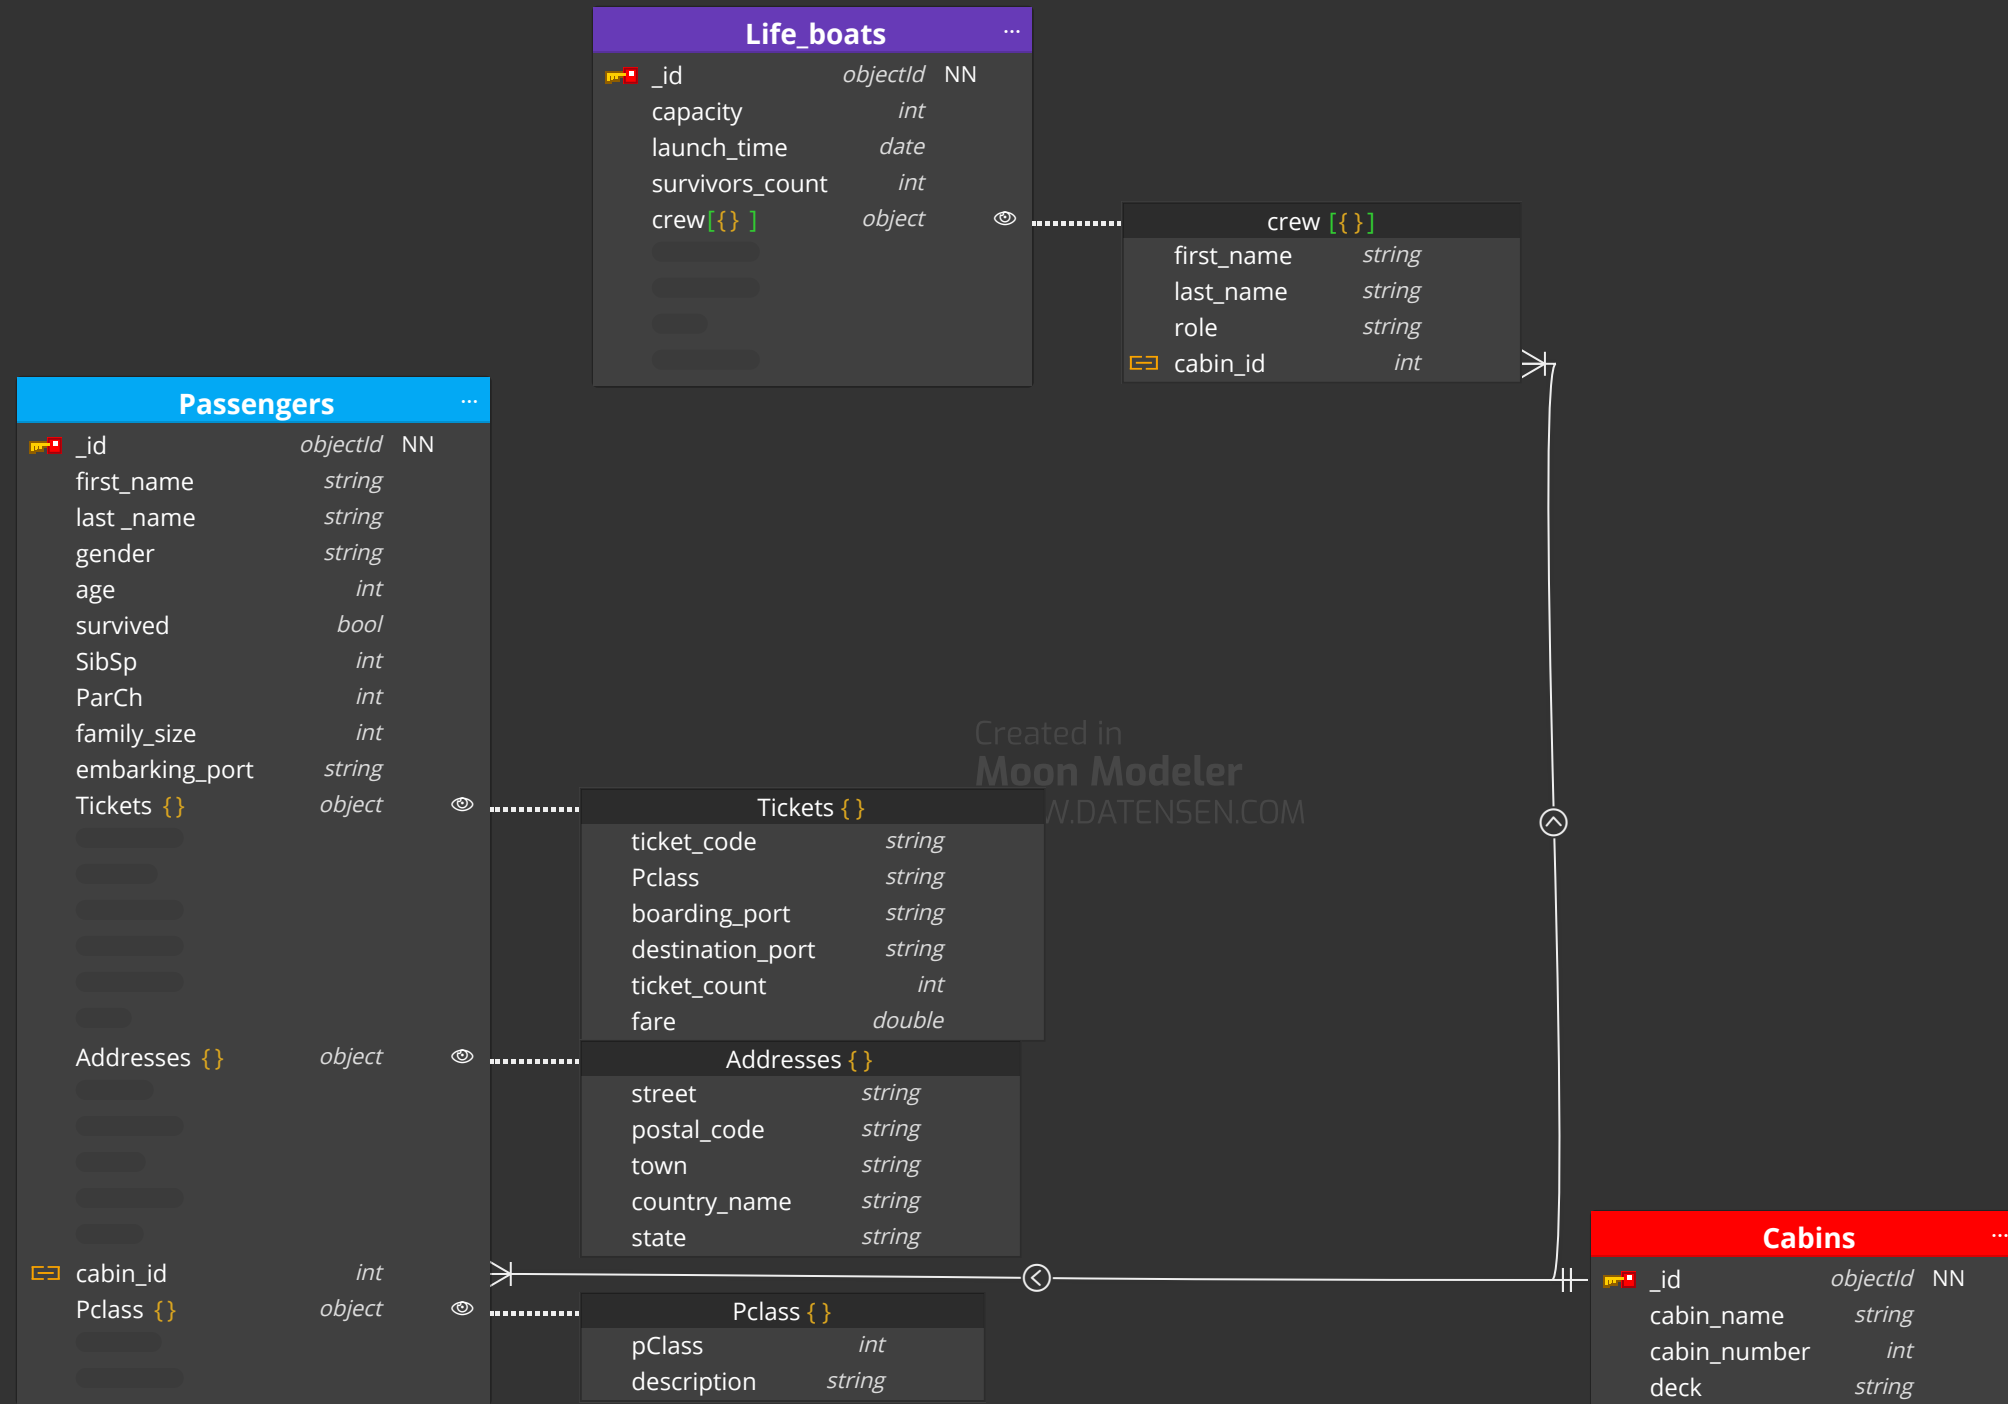 Life_boats ...
_id objectId NN
capacity int
launch_time date
survivors_count int
crew[{} ] object
crew [{}]
first_name string
last_name string
role string
cabin_id int
Passengers ...
_id objectId NN
first_name string
last _name string
gender string
age int
survived bool
SibSp int
ParCh int
family_size int
embarking_port string
Tickets {} object
Addresses {} object
cabin_id int
Pclass {} object
Created in
Moon Modeler
W.DATENSEN.COM
Tickets {}
ticket_code string
Pclass string
boarding_port string
destination_port string
ticket_count int
fare double
Addresses {}
street string
postal_code string
town string
country_name string
state string
Pclass {}
pClass int
description string
Cabins ...
_id objectId NN
cabin_name string
cabin_number int
deck string